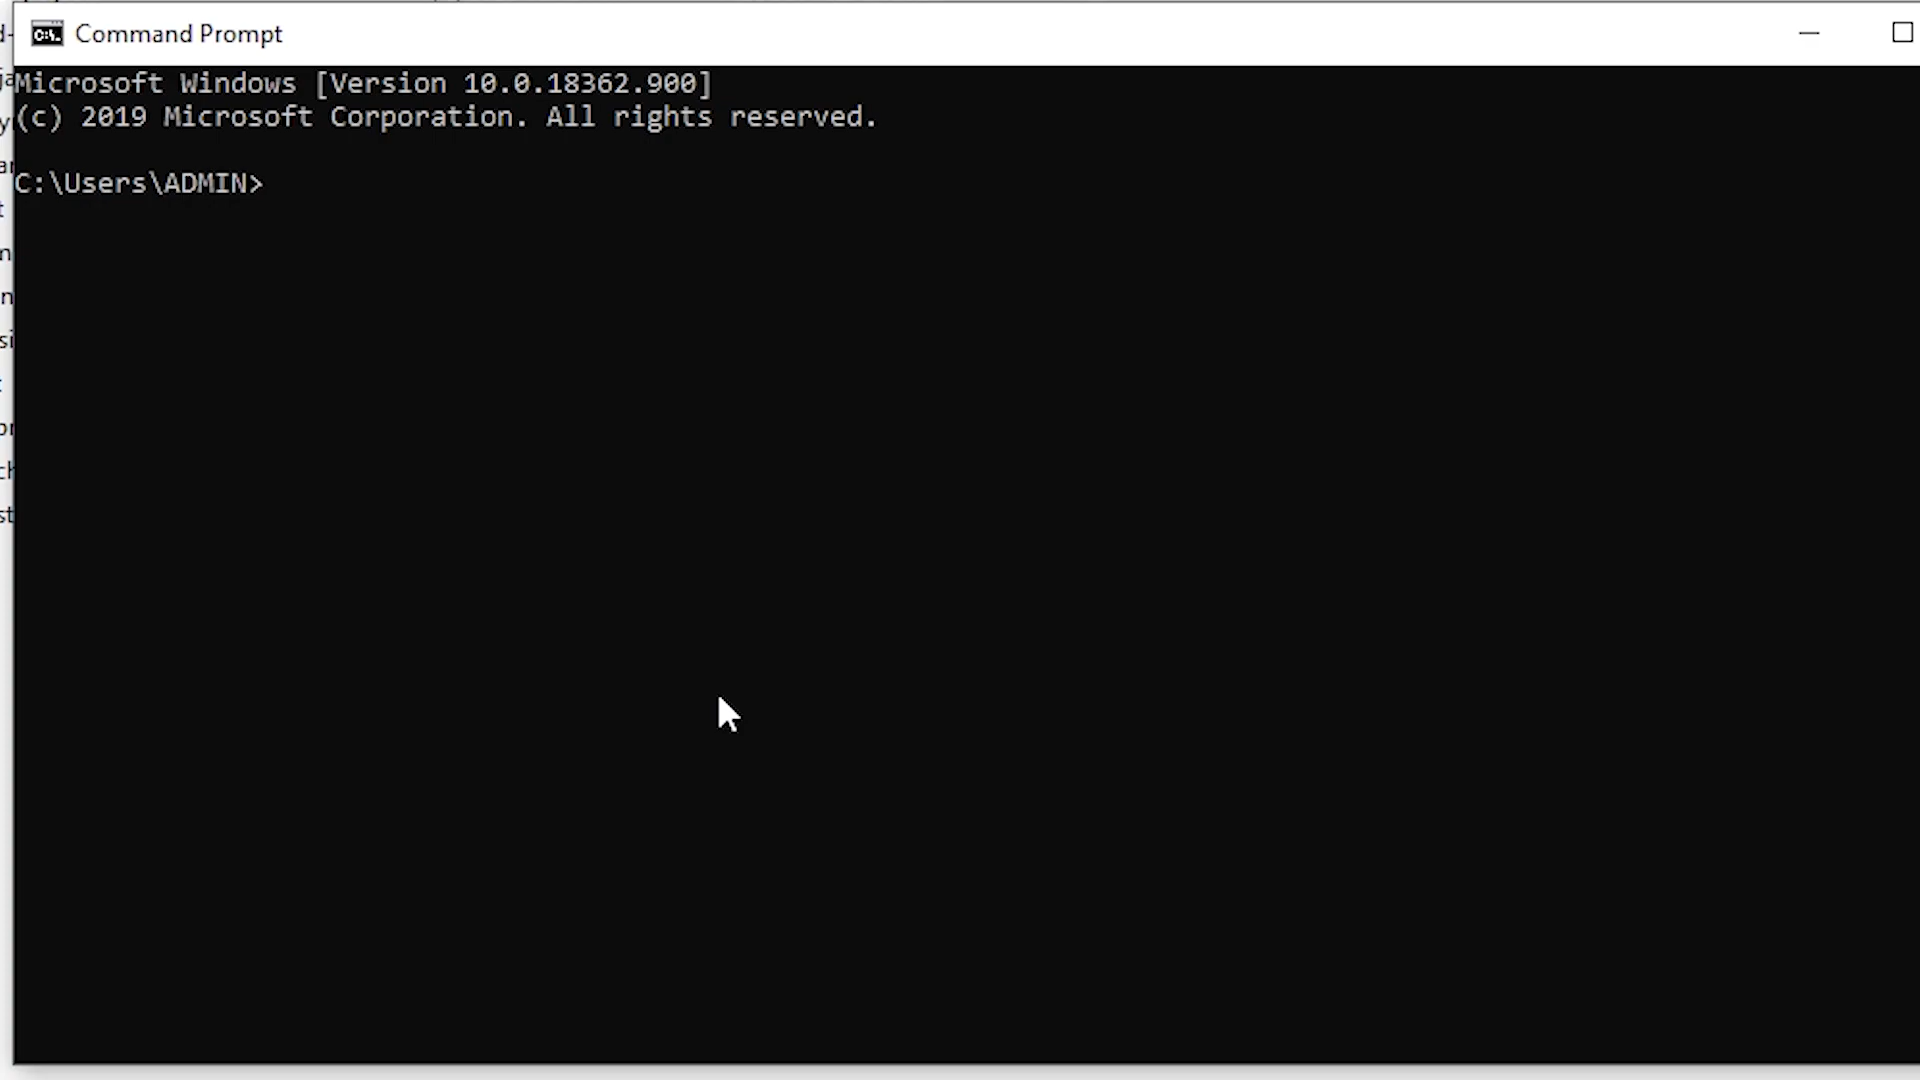 Command Prompt
Microsoft Windows [Version 10.0.18362.900]
(c) 2019 Microsoft Corporation. All rights reserved.
C:\Users\ADMIN>